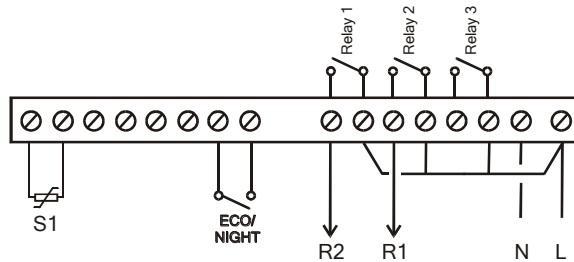 Relay 1
Relay 2
Relay 3
S1
ECO/
NIGHT
R2
R1
N
L